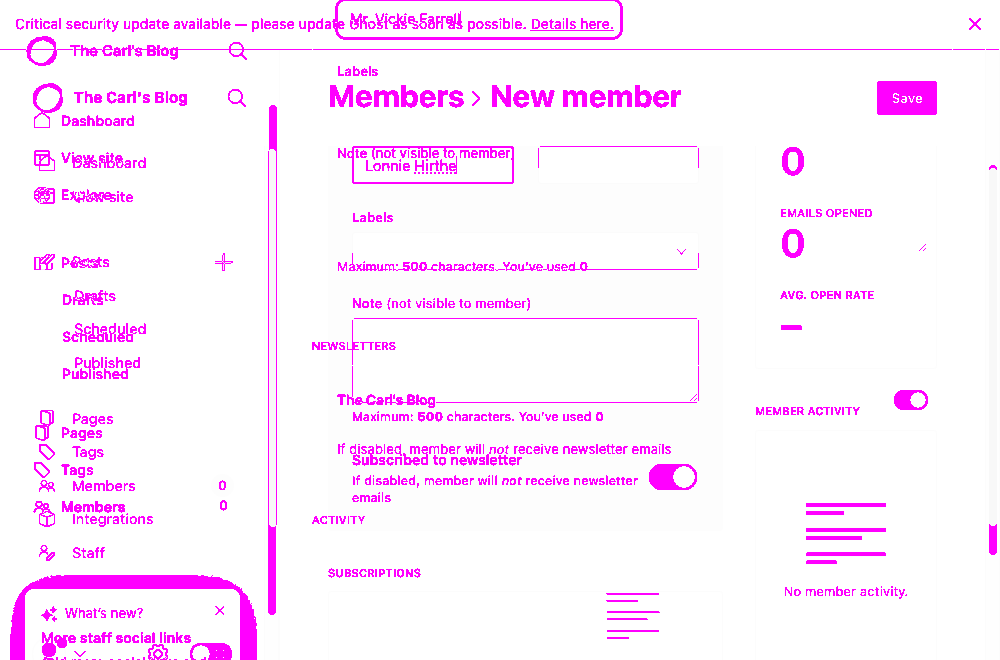 Mr. Vickie Farrell
Critical security update available — please update Ghost as soon as possible. Details here.
The Carl's Blog
Labels
The Carl's Blog
Members › New member
Save
Dashboard
View site
Dashboard
Explore
View site
Note (not visible to member)
Lonnie Hirthe
0
EMAILS OPENED
Labels
0
Posts
Posts
Maximum: 500 characters. You've used 0
AVG. OPEN RATE
Drafts
Drafts
Note (not visible to member)
Scheduled
Scheduled
NEWSLETTERS
Published
Published
The Carl's Blog
MEMBER ACTIVITY
Pages
Maximum: 500 characters. You've used 0
Pages
Tags
If disabled, member will not receive newsletter emails
Subscribed to newsletter
Tags
Members 0
If disabled, member will not receive newsletter
emails
Members 0
Integrations
ACTIVITY
Staff
SUBSCRIPTIONS
No member activity.
What's new?
More staff social links